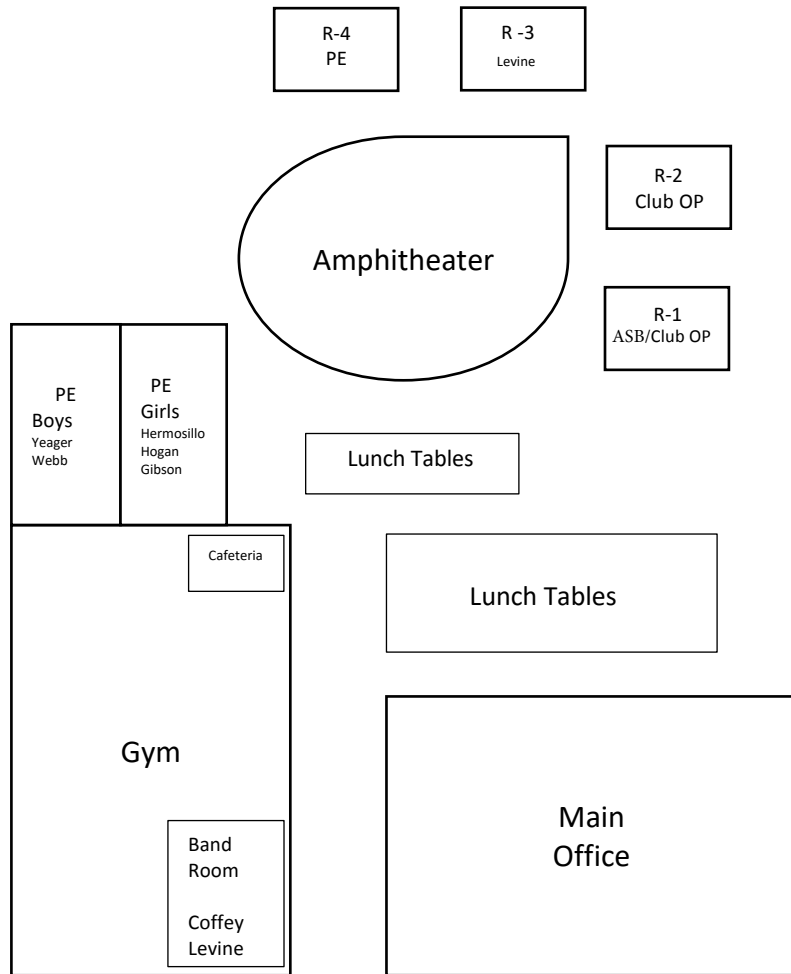 R-4
PE
R -3
Levine
R-2
Club OP
Amphitheater
R-1
ASB/Club OP
PE
Boys
Yeager
Webb
PE
Girls
Hermosillo
Hogan
Gibson
Lunch Tables
Cafeteria
Lunch Tables
Gym
Main
Office
Band
Room
Coffey
Levine